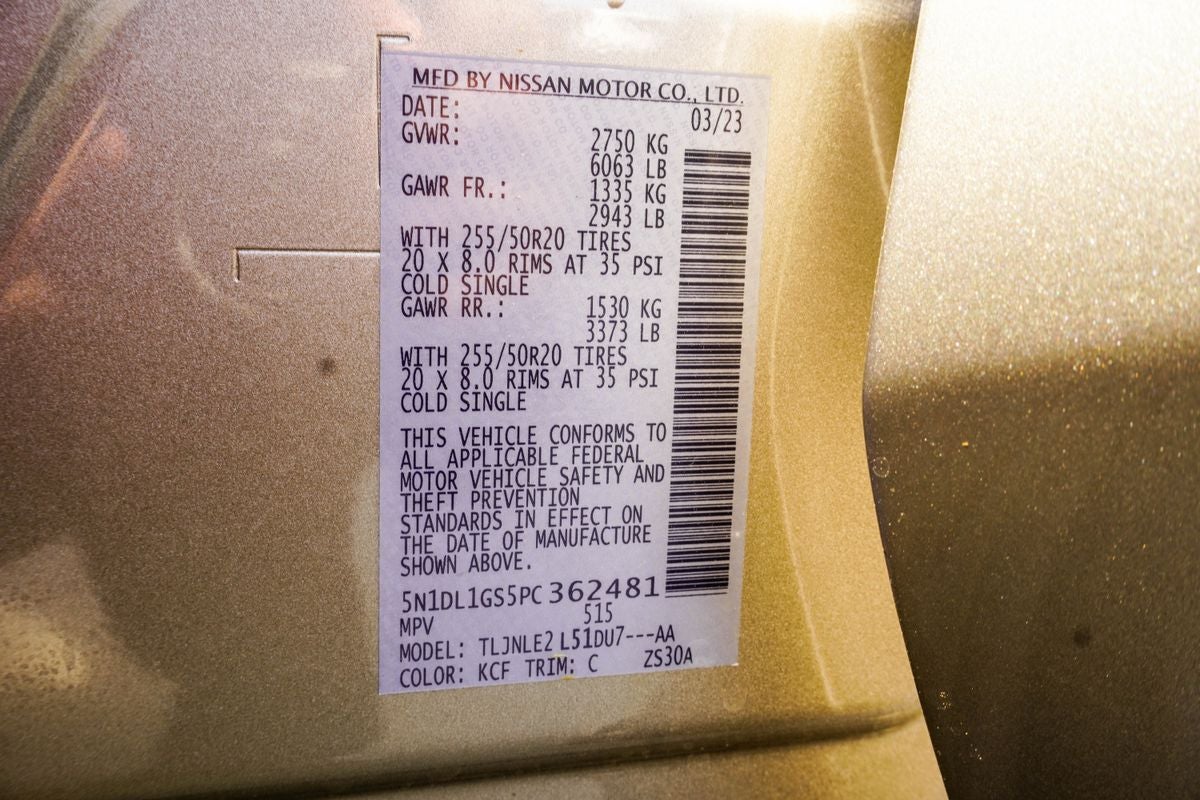 MFD BY NISSAN MOTOR CO., LTD.
DATE: 03/23
GVWR: 2750 KG
6063 LB
GAWR FR.: 1335 KG
2943 LB
WITH 255/50R20 TIRES
20 X 8.0 RIMS AT 35 PSI
COLD SINGLE
GAWR RR.: 1530 KG
3373 LB
WITH 255/50R20 TIRES
20 X 8.0 RIMS AT 35 PSI
COLD SINGLE
THIS VEHICLE CONFORMS TO
ALL APPLICABLE FEDERAL
MOTOR VEHICLE SAFETY AND
THEFT PREVENTION
STANDARDS IN EFFECT ON
THE DATE OF MANUFACTURE
SHOWN ABOVE.
5N1DL1GS5PC 362481
MPV 515
MODEL: TLJNLE2 L51DU7---AA
COLOR: KCF TRIM: C ZS30A